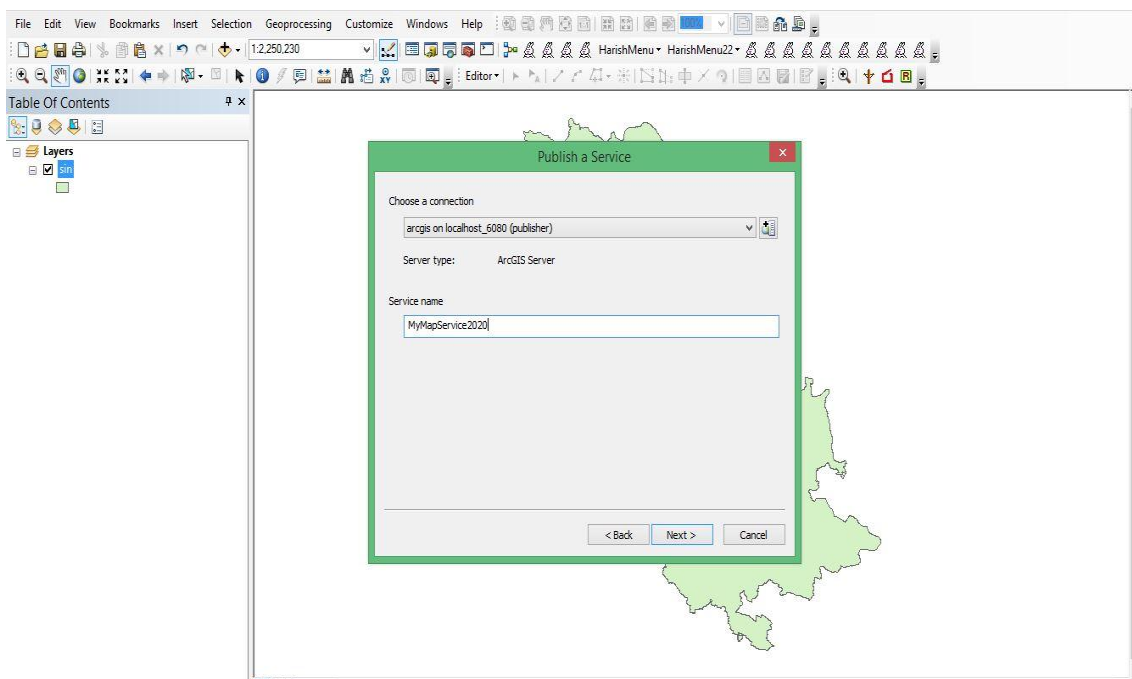 File Edit View Bookmarks Insert Selection Geoprocessing Customize Windows Help 100%
1:2,250,230 HarishMenu HarishMenu22
Editor
Table Of Contents
Layers
sin
Publish a Service
Choose a connection
arcgis on localhost_6080 (publisher)
Server type: ArcGIS Server
Service name
MyMapService2020
< Back Next > Cancel